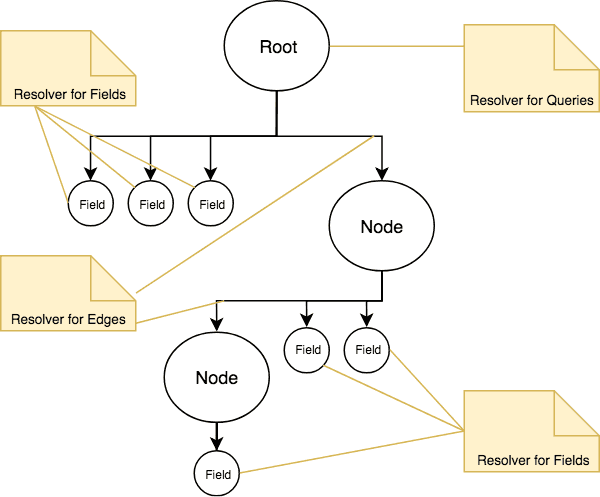 Root
Resolver for Fields
Resolver for Queries
Field
Field
Field
Node
Resolver for Edges
Node
Field
Field
Resolver for Fields
Field